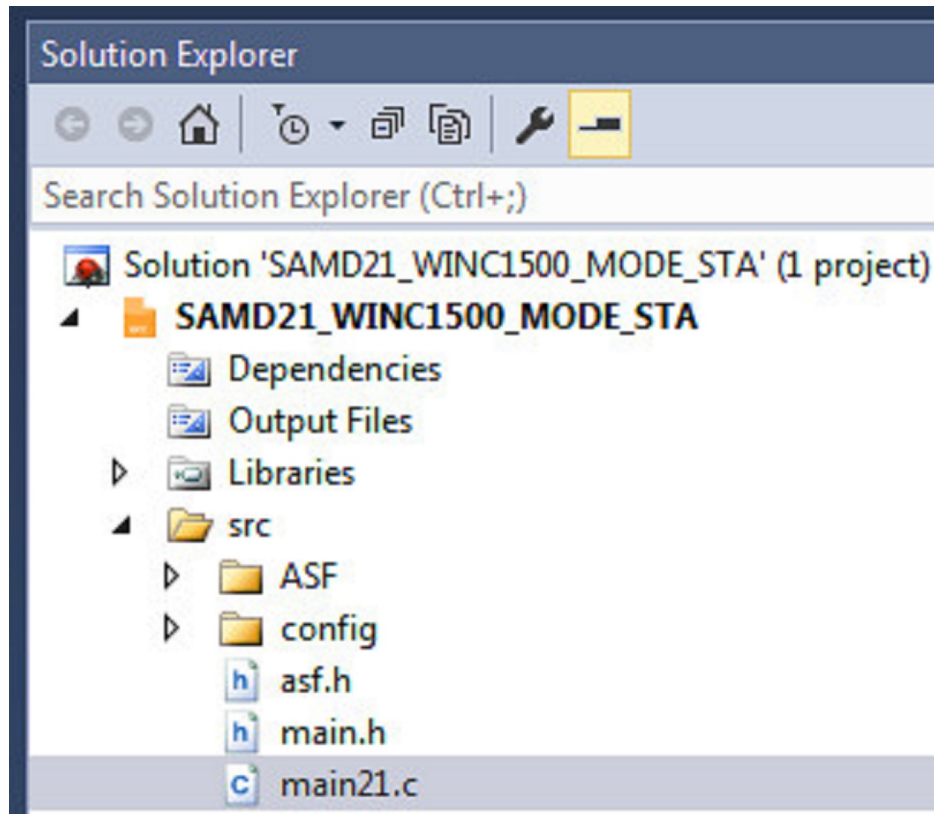 Solution Explorer
Search Solution Explorer (Ctrl+;)
Solution 'SAMD21_WINC1500_MODE_STA' (1 project)
SAMD21_WINC1500_MODE_STA
Dependencies
Output Files
Libraries
src
ASF
config
h asf.h
h main.h
c main21.c